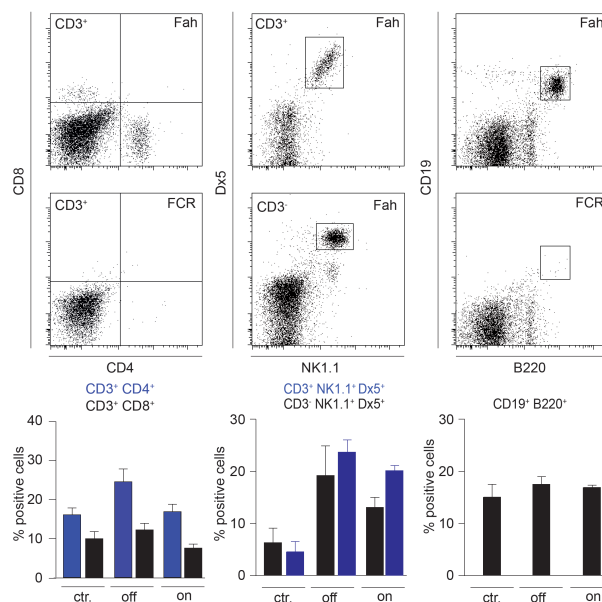 CD3⁺ Fah
CD8
CD3⁺ Fah
Dx5
Fah
CD19
CD3⁺ FCR
CD3⁻ Fah
FCR
CD4
NK1.1
B220
CD3⁺ CD4⁺
CD3⁺ CD8⁺
CD3⁺ NK1.1⁺ Dx5⁺
CD3⁻ NK1.1⁺ Dx5⁺
CD19⁺ B220⁺
% positive cells
40
30
20
10
0
ctr. off on
% positive cells
30
20
10
0
ctr. off on
% positive cells
30
20
10
0
ctr. off on